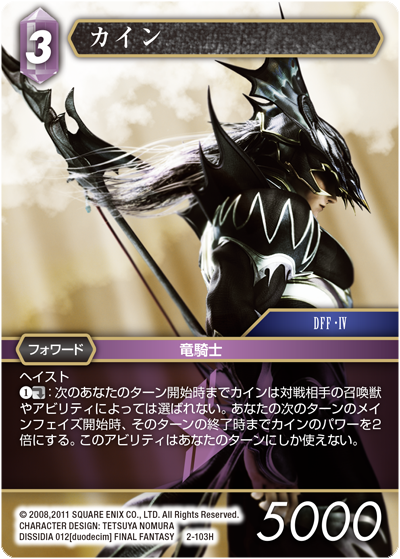 3
カイン
DFF・IV
フォワード
竜騎士
ヘイスト
❶: 次のあなたのターン開始時までカインは対戦相手の召喚獣
やアビリティによっては選ばれない。あなたの次のターンのメイ
ンフェイズ開始時、そのターンの終了時までカインのパワーを2
倍にする。このアビリティはあなたのターンにしか使えない。
© 2008,2011 SQUARE ENIX CO., LTD. All Rights Reserved.
CHARACTER DESIGN: TETSUYA NOMURA
DISSIDIA 012[duodecim] FINAL FANTASY
2-103H
5000